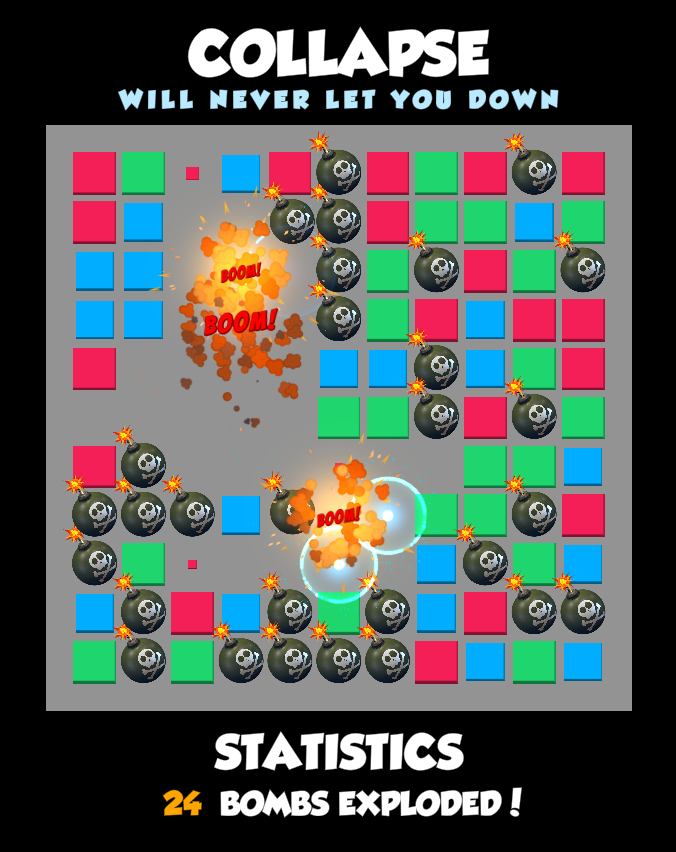 COLLAPSE
WILL NEVER LET YOU DOWN
BOOM!
BOOM!
BOOM!
STATISTICS
24 BOMBS EXPLODED!